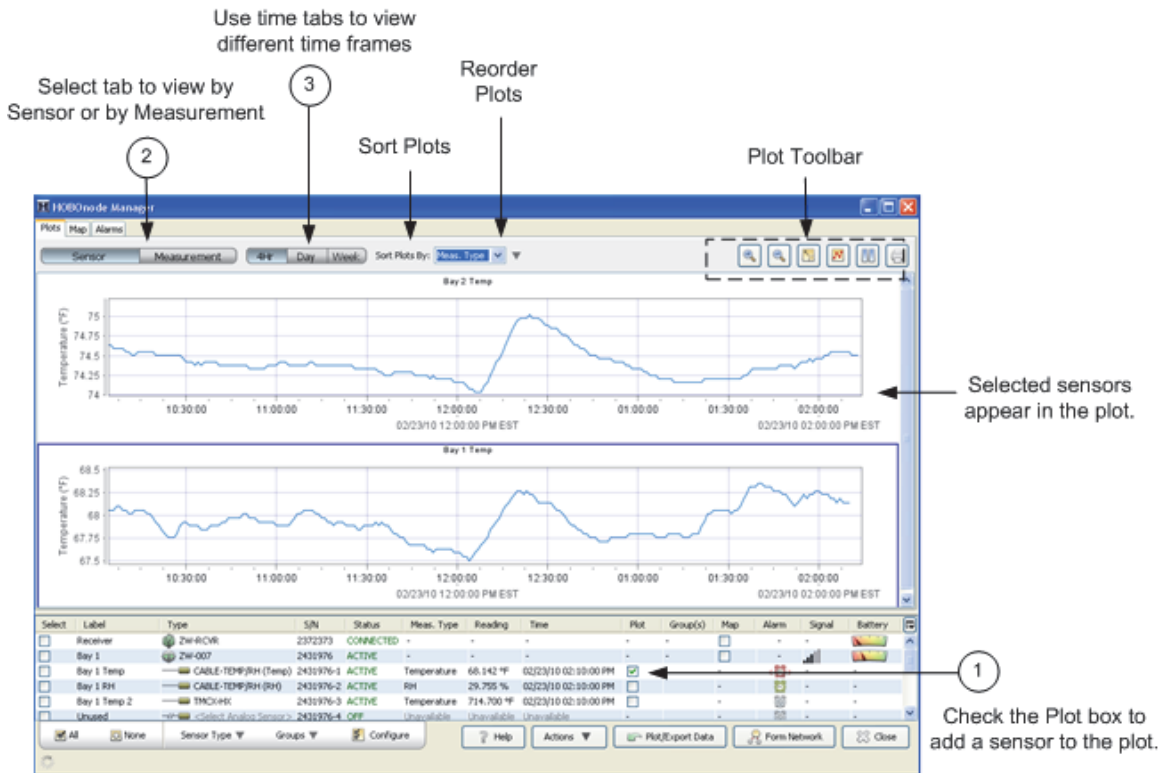 Use time tabs to view
different time frames
3
Reorder
Plots
Select tab to view by
Sensor or by Measurement
2
Sort Plots
Plot Toolbar
HOBOnode Manager
Plots Map Alarms
Sensor Measurement 4Hr Day Week Sort Plots By: Meas. Type
Bay 2 Temp
Temperature (°F)
75
74.75
74.5
74.25
74
10:30:00 11:00:00 11:30:00 12:00:00 12:30:00 01:00:00 01:30:00 02:00:00
02/23/10 12:00:00 PM EST 02/23/10 02:00:00 PM EST
Selected sensors
appear in the plot.
Bay 1 Temp
Temperature (°F)
68.5
68.25
68
67.75
67.5
10:30:00 11:00:00 11:30:00 12:00:00 12:30:00 01:00:00 01:30:00 02:00:00
02/23/10 12:00:00 PM EST 02/23/10 02:00:00 PM EST
Select Label Type S/N Status Meas. Type Reading Time Plot Group(s) Map Alarm Signal Battery
Receiver ZW-RCVR 2372373 CONNECTED - - - - - - -
Bay 1 ZW-007 2431976 ACTIVE - - - - - -
Bay 1 Temp CABLE-TEMP/RH (Temp) 2431976-1 ACTIVE Temperature 68.142 °F 02/23/10 02:10:00 PM - - -
Bay 1 RH CABLE-TEMP/RH (RH) 2431976-2 ACTIVE RH 29.755 % 02/23/10 02:10:00 PM - - -
Bay 1 Temp 2 TMCX-HX 2431976-3 ACTIVE Temperature 714.700 °F 02/23/10 02:10:00 PM - - -
Unused <Select Analog Sensor> 2431976-4 OFF Unavailable Unavailable Unavailable - - - - -
1
Check the Plot box to
add a sensor to the plot.
All None Sensor Type Groups Configure Help Actions Plot/Export Data Form Network Close